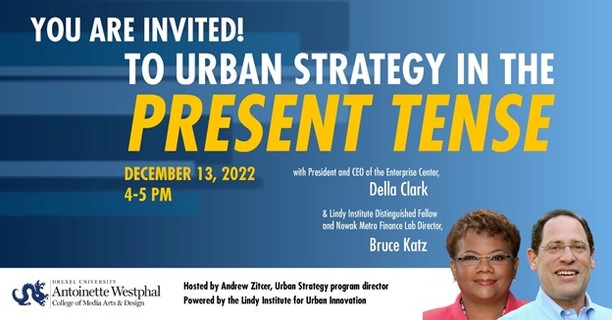 YOU ARE INVITED!
TO URBAN STRATEGY IN THE
PRESENT TENSE
DECEMBER 13, 2022
4-5 PM
with President and CEO of the Enterprise Center,
Della Clark
& Lindy Institute Distinguished Fellow
and Nowak Metro Finance Lab Director,
Bruce Katz
DREXEL UNIVERSITY
Antoinette Westphal
College of Media Arts & Design
Hosted by Andrew Zitcer, Urban Strategy program director
Powered by the Lindy Institute for Urban Innovation